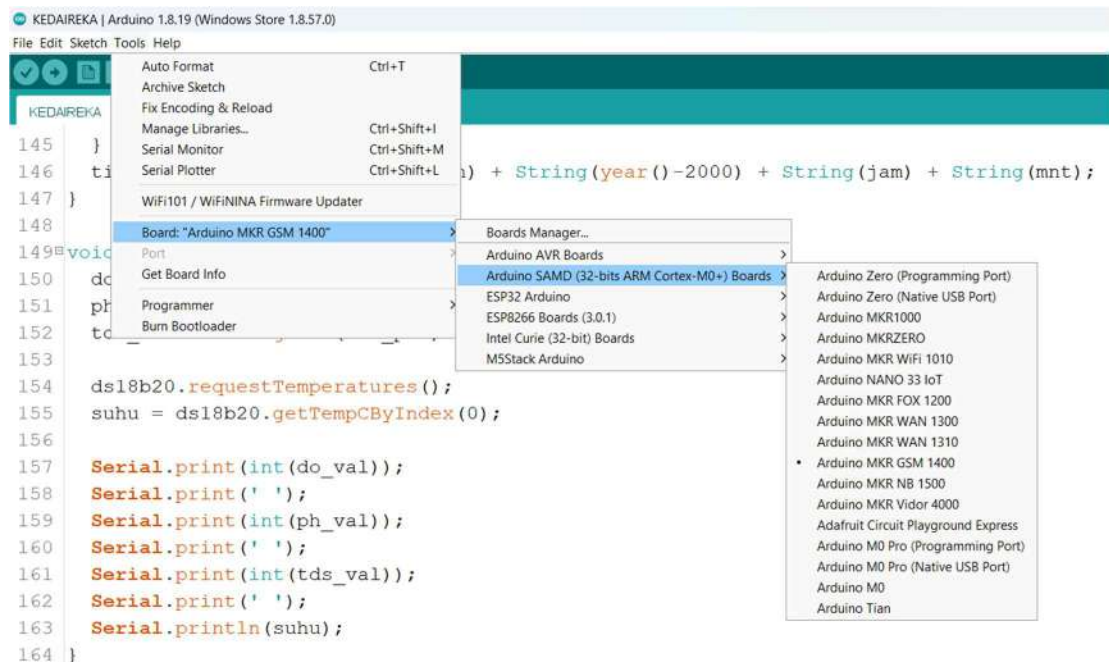 KEDAIREKA | Arduino 1.8.19 (Windows Store 1.8.57.0)
File Edit Sketch Tools Help
KEDAIREKA
Auto Format Ctrl+T
Archive Sketch
Fix Encoding & Reload
Manage Libraries... Ctrl+Shift+I
Serial Monitor Ctrl+Shift+M
Serial Plotter Ctrl+Shift+L
WiFi101 / WiFiNINA Firmware Updater
Board: "Arduino MKR GSM 1400"
Port
Get Board Info
Programmer
Burn Bootloader
Boards Manager...
Arduino AVR Boards
Arduino SAMD (32-bits ARM Cortex-M0+) Boards
ESP32 Arduino
ESP8266 Boards (3.0.1)
Intel Curie (32-bit) Boards
M5Stack Arduino
Arduino Zero (Programming Port)
Arduino Zero (Native USB Port)
Arduino MKR1000
Arduino MKRZERO
Arduino MKR WiFi 1010
Arduino NANO 33 IoT
Arduino MKR FOX 1200
Arduino MKR WAN 1300
Arduino MKR WAN 1310
• Arduino MKR GSM 1400
Arduino MKR NB 1500
Arduino MKR Vidor 4000
Adafruit Circuit Playground Express
Arduino M0 Pro (Programming Port)
Arduino M0 Pro (Native USB Port)
Arduino M0
Arduino Tian
145 }
146 ti ) + String(year()-2000) + String(jam) + String(mnt);
147 }
148
149 void
150 do
151 ph
152
153
154 ds18b20.requestTemperatures();
155 suhu = ds18b20.getTempCByIndex(0);
156
157 Serial.print(int(do_val));
158 Serial.print(' ');
159 Serial.print(int(ph_val));
160 Serial.print(' ');
161 Serial.print(int(tds_val));
162 Serial.print(' ');
163 Serial.println(suhu);
164 }